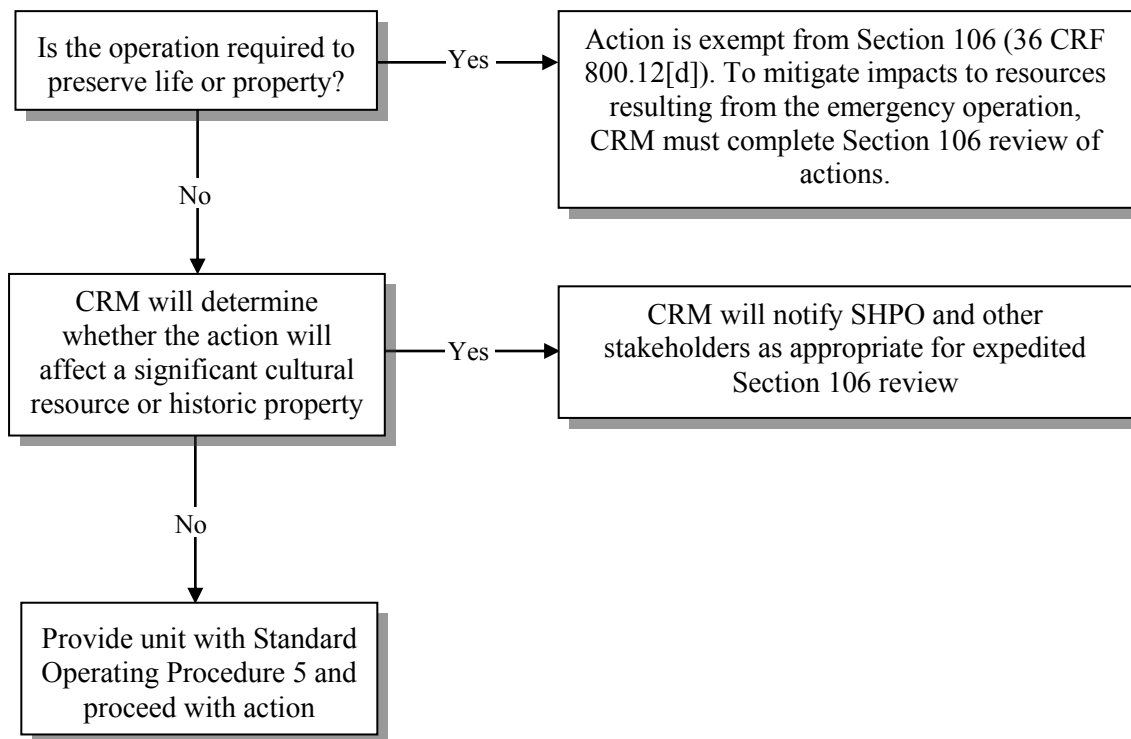 Is the operation required to
preserve life or property?
Yes
Action is exempt from Section 106 (36 CRF
800.12[d]). To mitigate impacts to resources
resulting from the emergency operation,
CRM must complete Section 106 review of
actions.
No
CRM will determine
whether the action will
affect a significant cultural
resource or historic property
Yes
CRM will notify SHPO and other
stakeholders as appropriate for expedited
Section 106 review
No
Provide unit with Standard
Operating Procedure 5 and
proceed with action